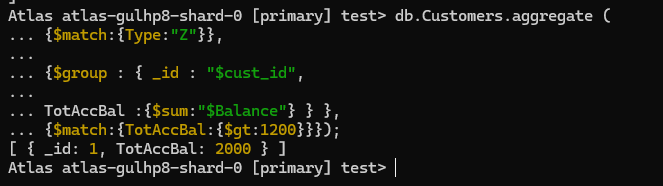 Atlas atlas-gulhp8-shard-0 [primary] test> db.Customers.aggregate (
... {$match:{Type:"Z"}},
...
... {$group : { _id : "$cust_id",
...
... TotAccBal :{$sum:"$Balance"} } },
... {$match:{TotAccBal:{$gt:1200}}});
[ { _id: 1, TotAccBal: 2000 } ]
Atlas atlas-gulhp8-shard-0 [primary] test>